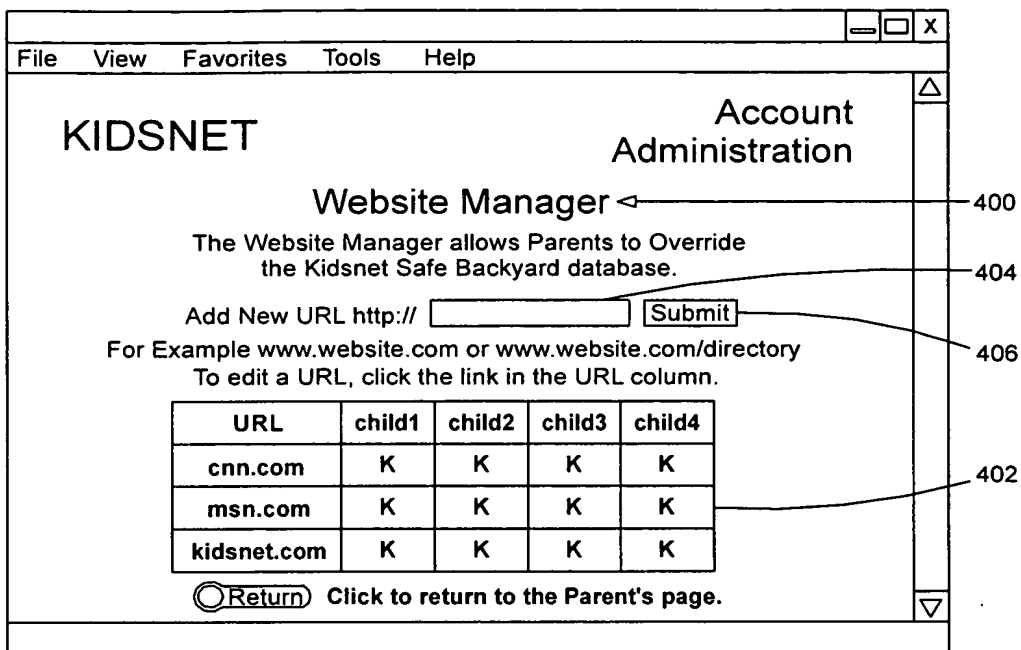 X
File View Favorites Tools Help
KIDSNET
Account
Administration
Website Manager
400
The Website Manager allows Parents to Override
the Kidsnet Safe Backyard database.
404
Add New URL http:// Submit
406
For Example www.website.com or www.website.com/directory
To edit a URL, click the link in the URL column.
URL child1 child2 child3 child4
cnn.com K K K K
402
msn.com K K K K
kidsnet.com K K K K
Return Click to return to the Parent's page.